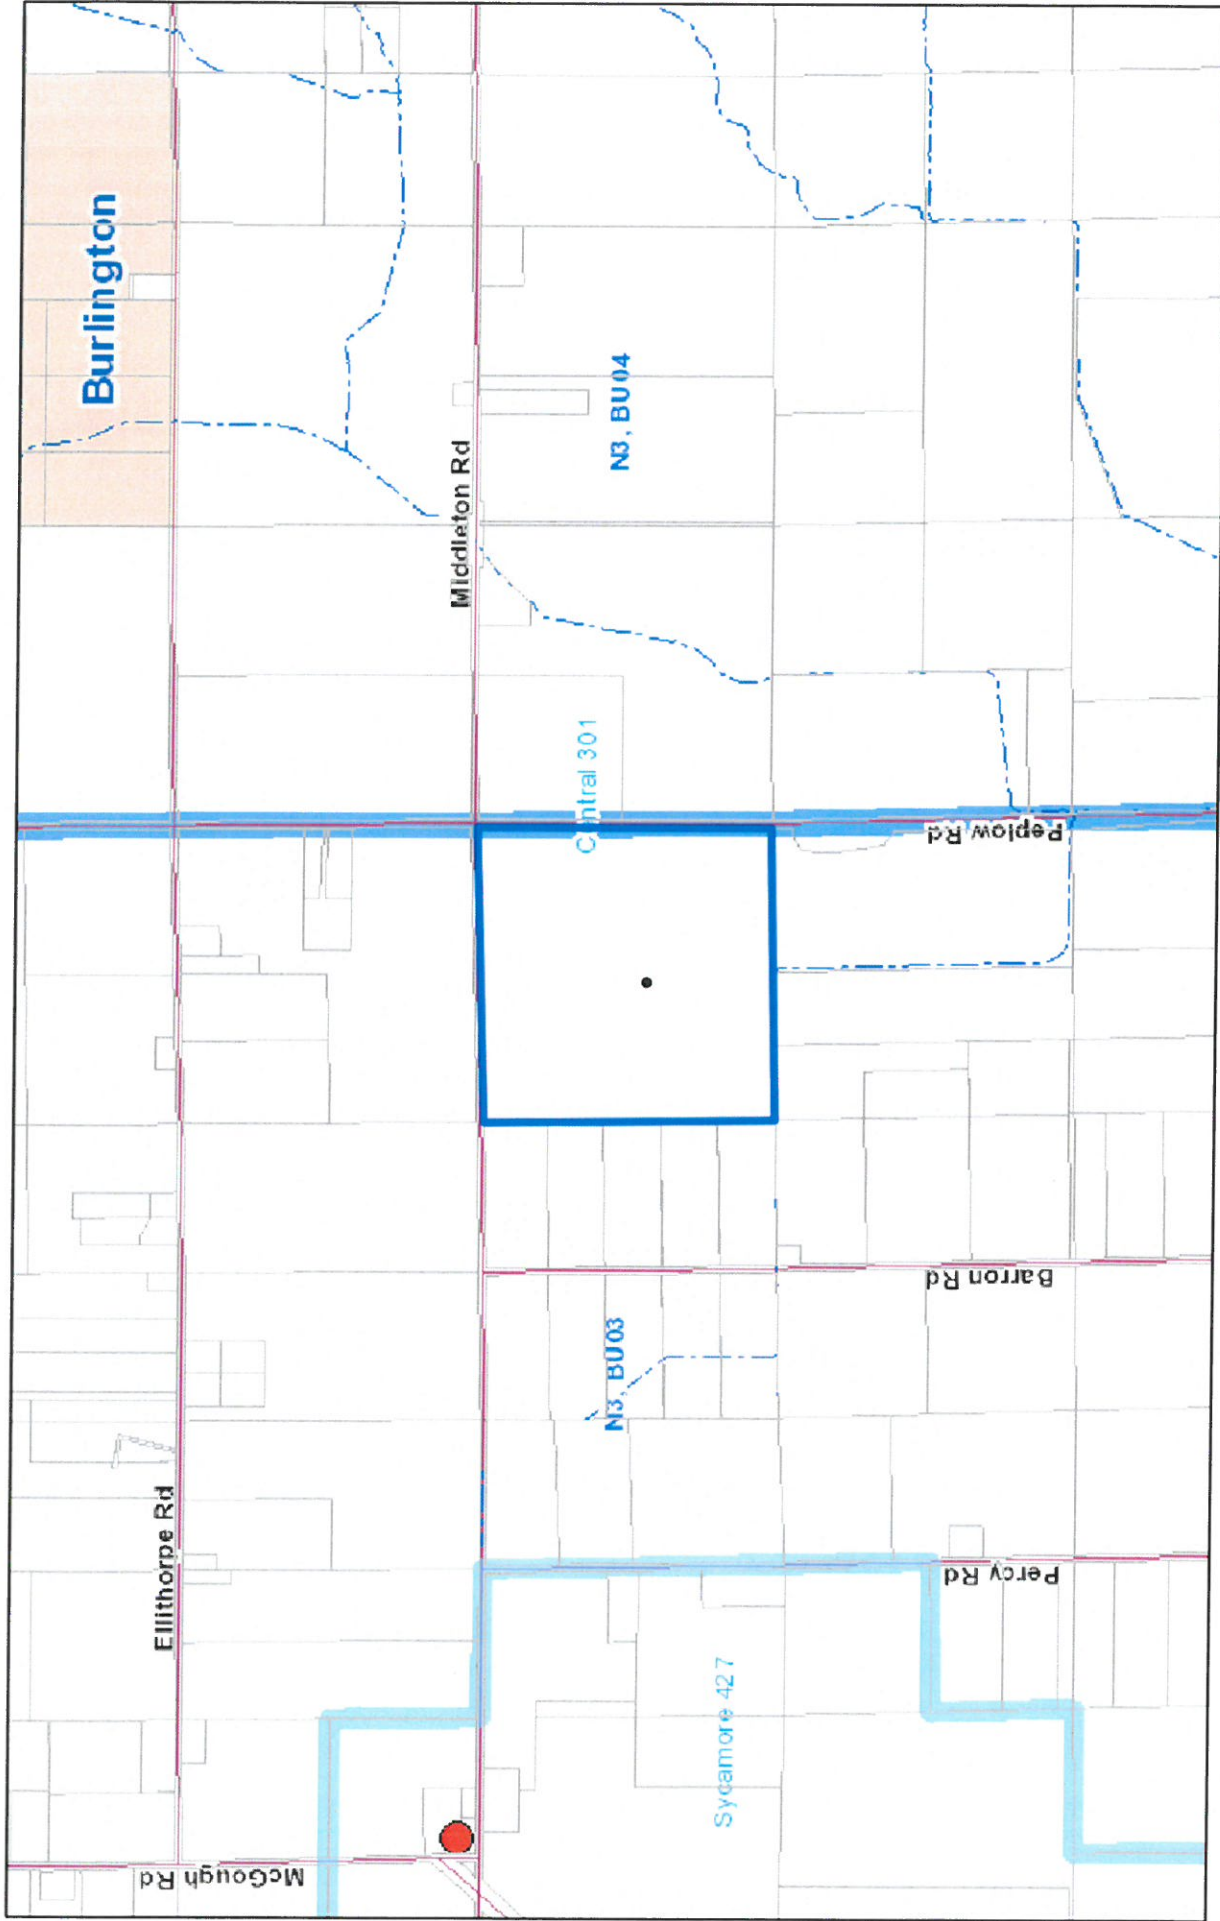 Burlington
Middleton Rd
N3, BU04
Central 301
Peplow Rd
Barron Rd
N3, BU03
Ellithorpe Rd
Percy Rd
Sycamore 427
McGough Rd